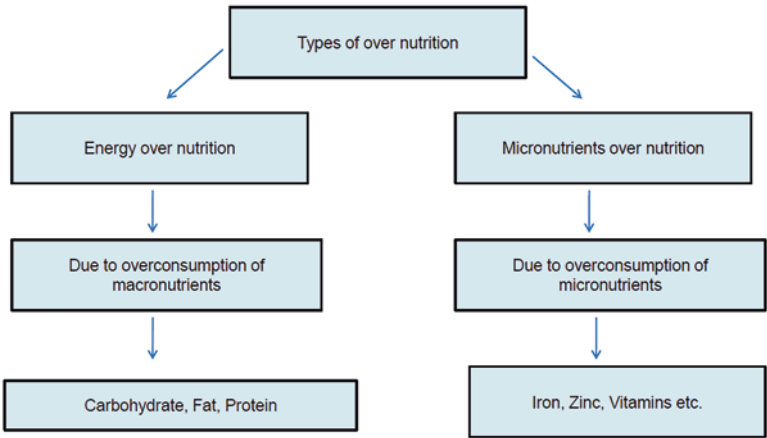 Types of over nutrition
Energy over nutrition
Micronutrients over nutrition
Due to overconsumption of
macronutrients
Due to overconsumption of
micronutrients
Carbohydrate, Fat, Protein
Iron, Zinc, Vitamins etc.